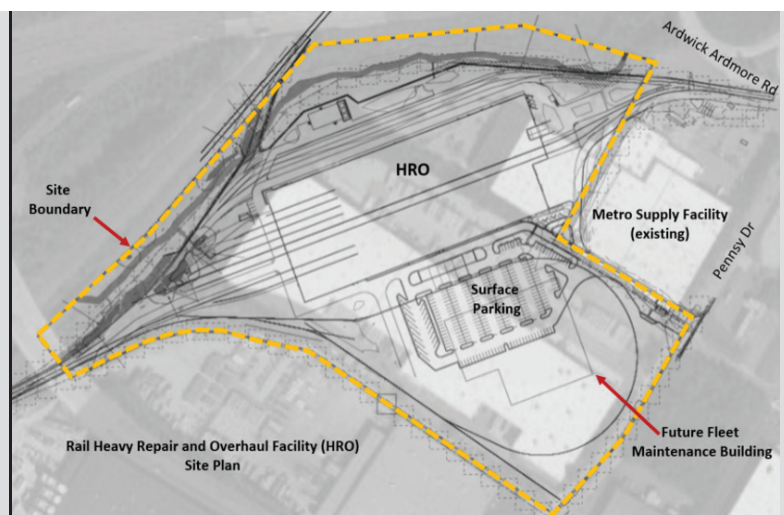 Ardwick Ardmore Rd
HRO
Site
Boundary
Metro Supply Facility
(existing)
Pennsy Dr
Surface
Parking
Future Fleet
Maintenance Building
Rail Heavy Repair and Overhaul Facility (HRO)
Site Plan